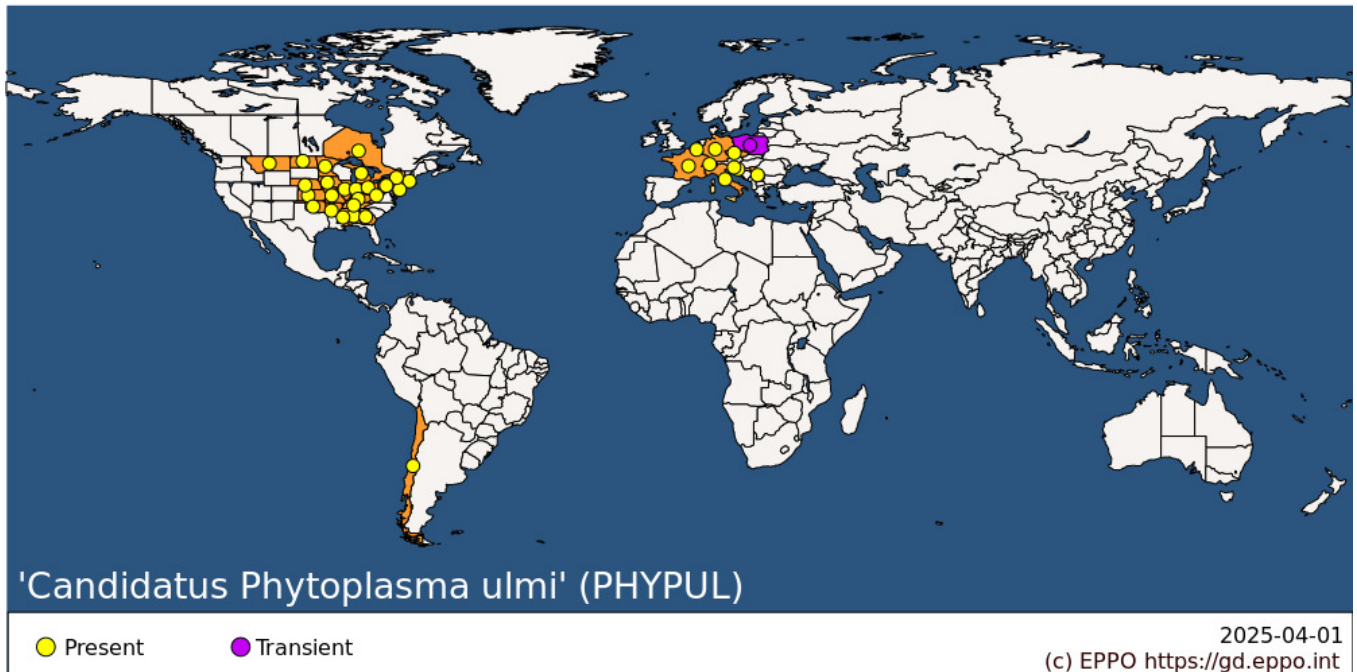 'Candidatus Phytoplasma ulmi' (PHYPUL)
Present
Transient
2025-04-01
(c) EPPO https://gd.eppo.int